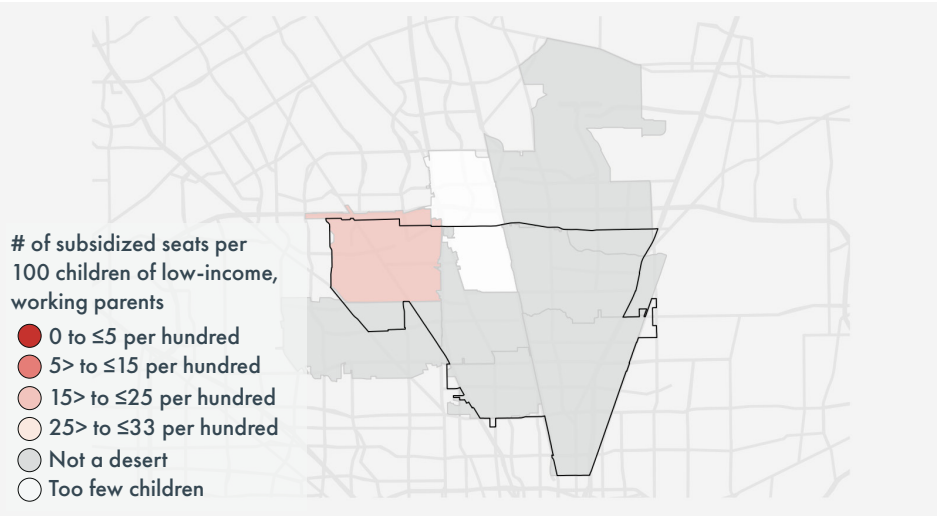 # of subsidized seats per
100 children of low-income,
working parents
0 to ≤5 per hundred
5> to ≤15 per hundred
15> to ≤25 per hundred
25> to ≤33 per hundred
Not a desert
Too few children